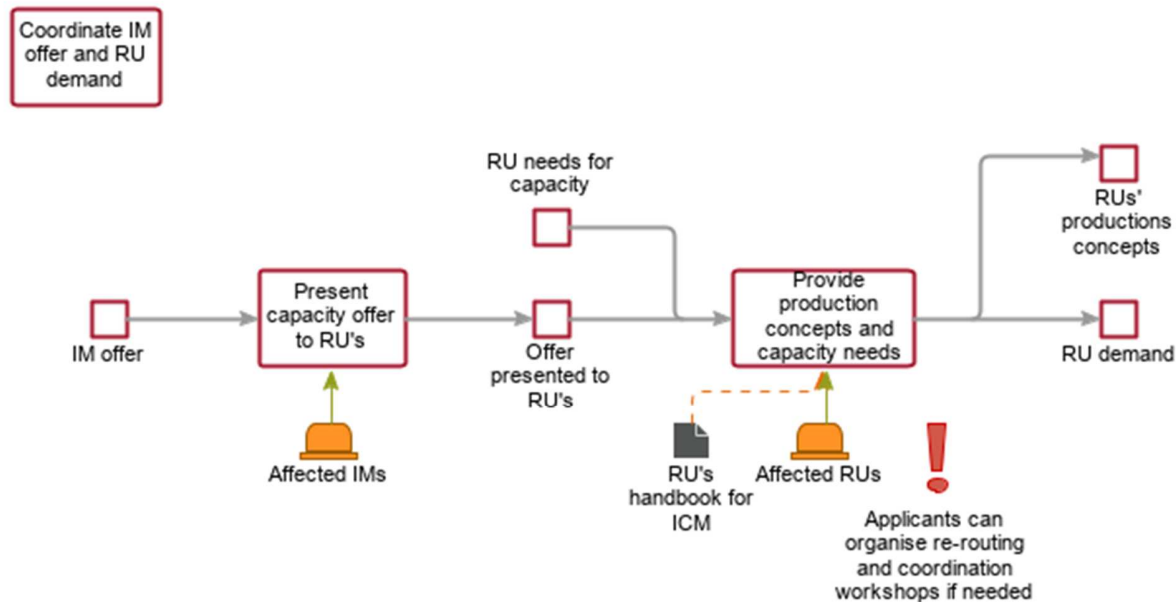 Coordinate IM
offer and RU
demand
RU needs for
capacity
RUs'
productions
concepts
IM offer
Present
capacity offer
to RU's
Offer
presented to
RU's
Provide
production
concepts and
capacity needs
RU demand
Affected IMs
RU's
handbook for
ICM
Affected RUs
Applicants can
organise re-routing
and coordination
workshops if needed